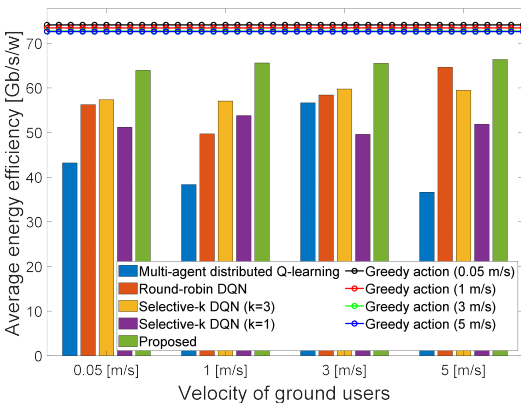 Average energy efficiency [Gb/s/w]
70
60
50
40
30
20
10
0
Multi-agent distributed Q-learning
Round-robin DQN
Selective-k DQN (k=3)
Selective-k DQN (k=1)
Proposed
Greedy action (0.05 m/s)
Greedy action (1 m/s)
Greedy action (3 m/s)
Greedy action (5 m/s)
0.05 [m/s]
1 [m/s]
3 [m/s]
5 [m/s]
Velocity of ground users